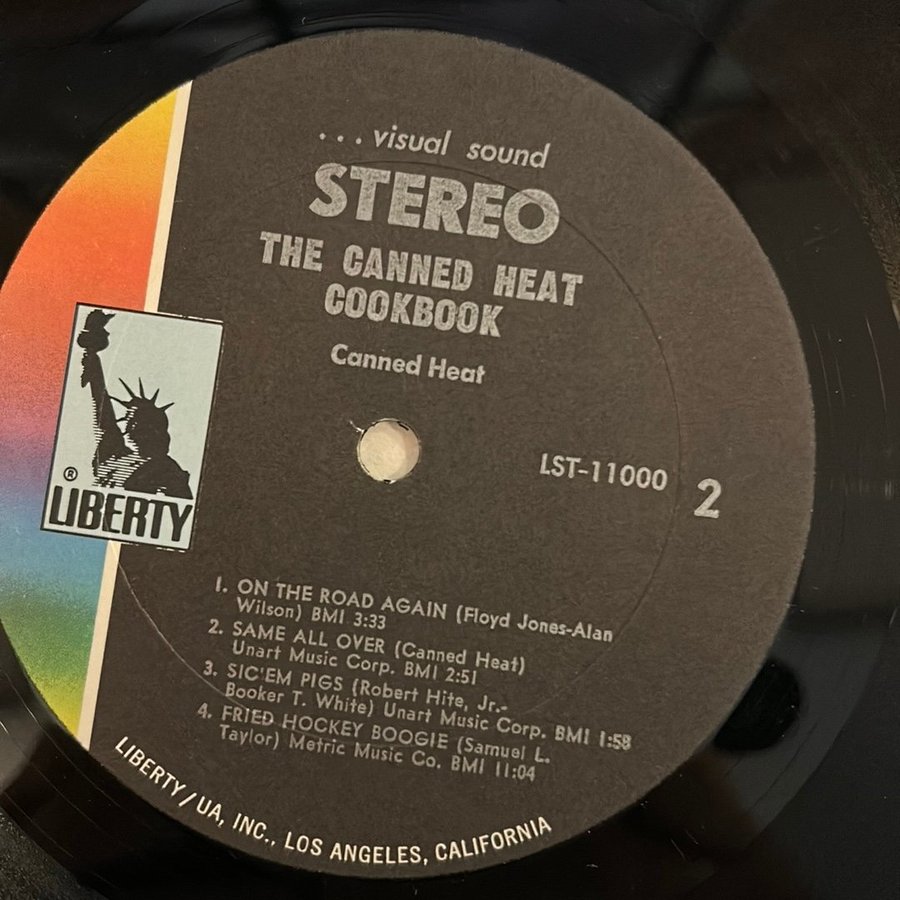 ...visual sound
STEREO
THE CANNED HEAT
COOKBOOK
Canned Heat
LST-11000
2
® LIBERTY
1. ON THE ROAD AGAIN (Floyd Jones-Alan
Wilson) BMI 3:33
2. SAME ALL OVER (Canned Heat)
Unart Music Corp. BMI 2:51
3. SIC'EM PIGS (Robert Hite, Jr.-
Booker T. White) Unart Music Corp. BMI 1:58
4. FRIED HOCKEY BOOGIE (Samuel L.
Taylor) Metric Music Co. BMI 11:04
LIBERTY/UA, INC., LOS ANGELES, CALIFORNIA